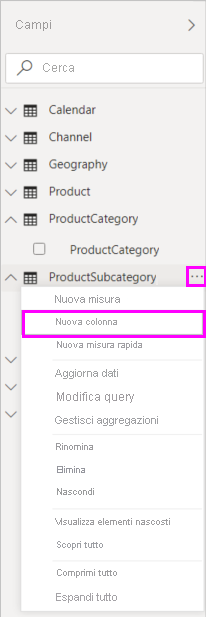 Campi
Cerca
Calendar
Channel
Geography
Product
ProductCategory
ProductCategory
ProductSubcategory
Nuova misura
Nuova colonna
Nuova misura rapida
Aggiorna dati
Modifica query
Gestisci aggregazioni
Rinomina
Elimina
Nascondi
Visualizza elementi nascosti
Scopri tutto
Comprimi tutto
Espandi tutto